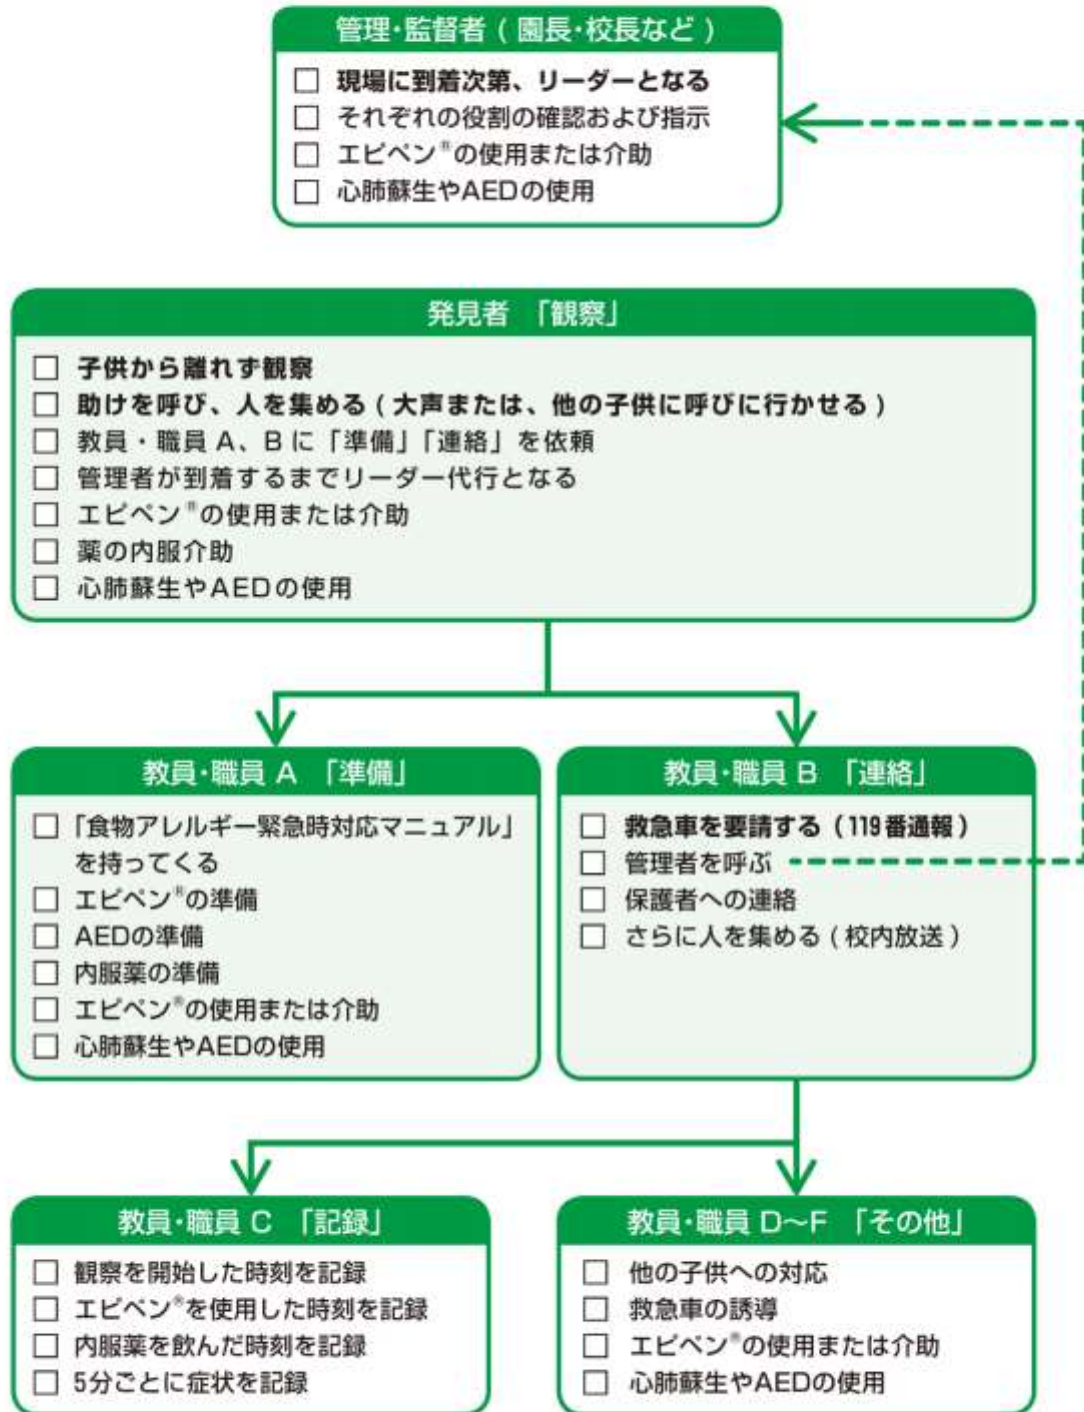 管理・監督者（園長・校長など）
□ 現場に到着次第、リーダーとなる
□ それぞれの役割の確認および指示
□ エピペン®の使用または介助
□ 心肺蘇生やAEDの使用
発見者 「観察」
□ 子供から離れず観察
□ 助けを呼び、人を集める（大声または、他の子供に呼びに行かせる）
□ 教員・職員 A、B に「準備」「連絡」を依頼
□ 管理者が到着するまでリーダー代行となる
□ エピペン®の使用または介助
□ 薬の内服介助
□ 心肺蘇生やAEDの使用
教員・職員 A 「準備」
□ 「食物アレルギー緊急時対応マニュアル」
を持ってくる
□ エピペン®の準備
□ AEDの準備
□ 内服薬の準備
□ エピペン®の使用または介助
□ 心肺蘇生やAEDの使用
教員・職員 B 「連絡」
□ 救急車を要請する（119番通報）
□ 管理者を呼ぶ
□ 保護者への連絡
□ さらに人を集める（校内放送）
教員・職員 C 「記録」
□ 観察を開始した時刻を記録
□ エピペン®を使用した時刻を記録
□ 内服薬を飲んだ時刻を記録
□ 5分ごとに症状を記録
教員・職員 D〜F 「その他」
□ 他の子供への対応
□ 救急車の誘導
□ エピペン®の使用または介助
□ 心肺蘇生やAEDの使用